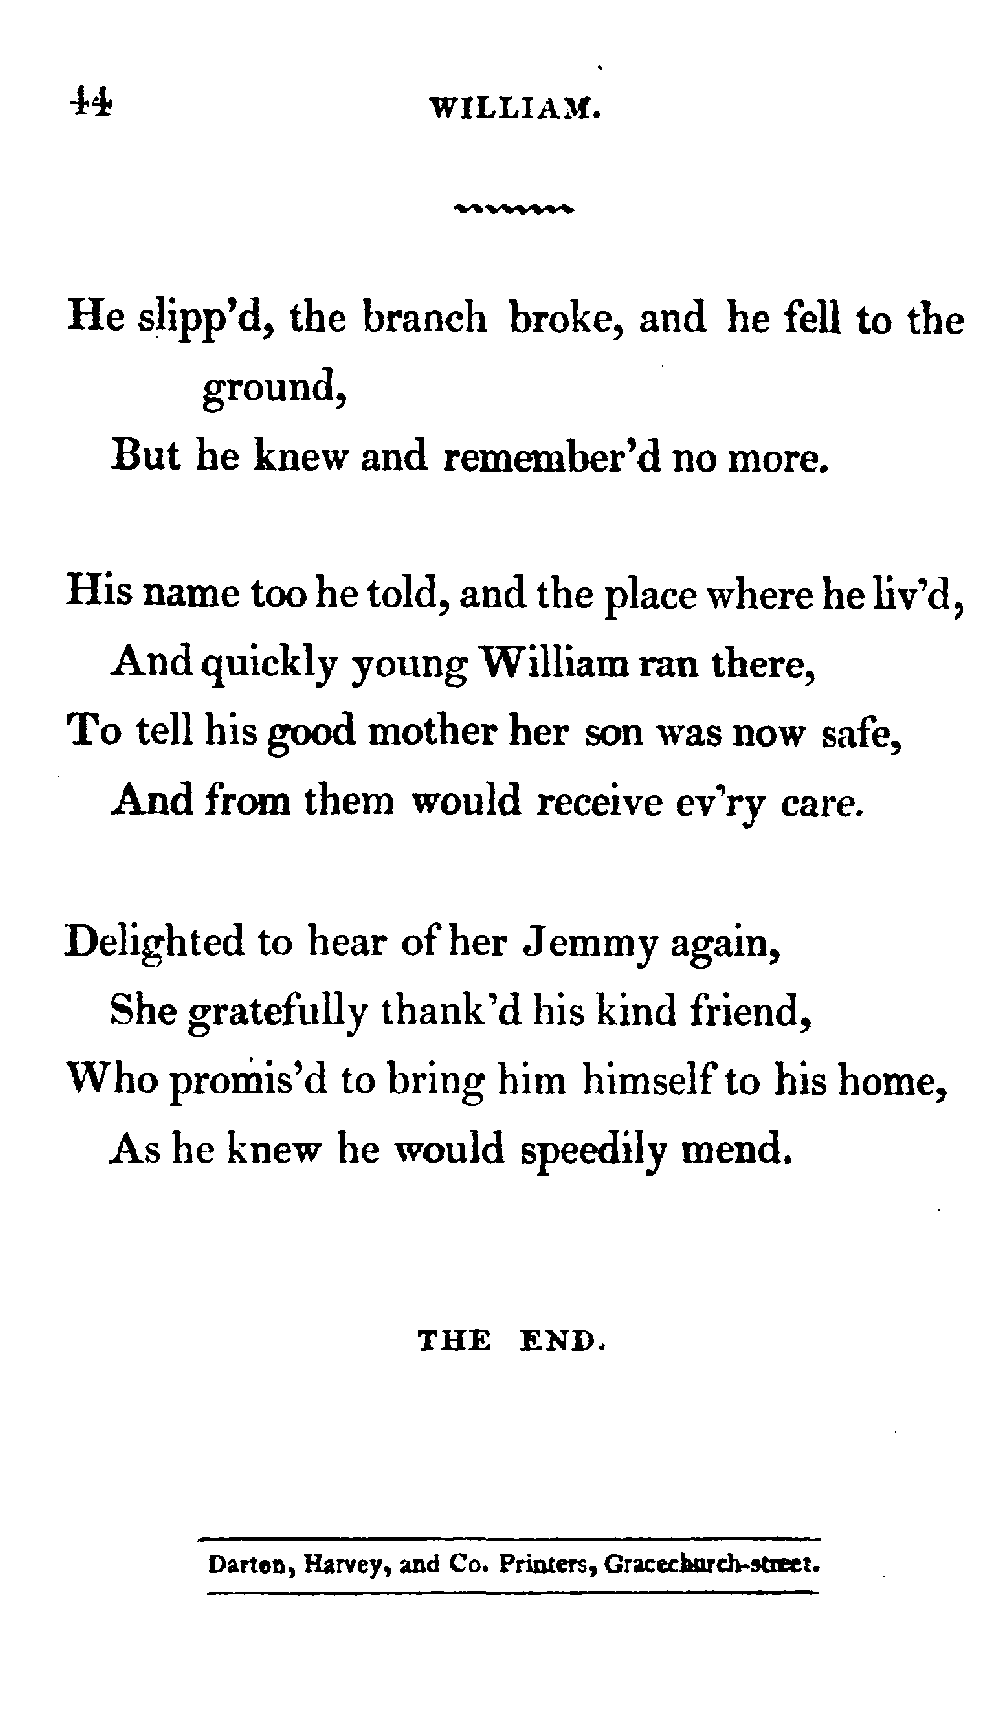 44 WILLIAM.
He slipp'd, the branch broke, and he fell to the
ground,
But he knew and remember'd no more.
His name too he told, and the place where he liv'd,
And quickly young William ran there,
To tell his good mother her son was now safe,
And from them would receive ev'ry care.
Delighted to hear of her Jemmy again,
She gratefully thank'd his kind friend,
Who promis'd to bring him himself to his home,
As he knew he would speedily mend.
THE END.
Darton, Harvey, and Co. Printers, Gracechurch-street.